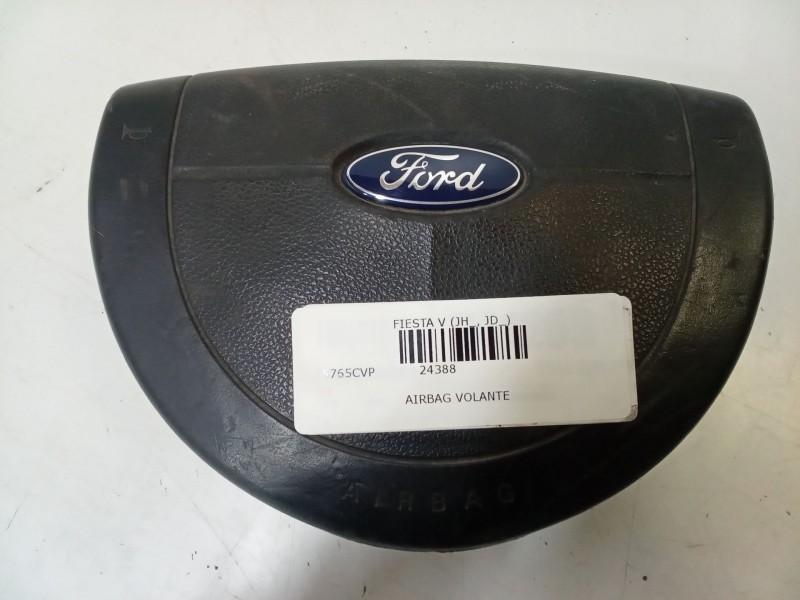 Ford
FIESTA V (JH_, JD_)
765CVP 24388
AIRBAG VOLANTE
AIRBAG